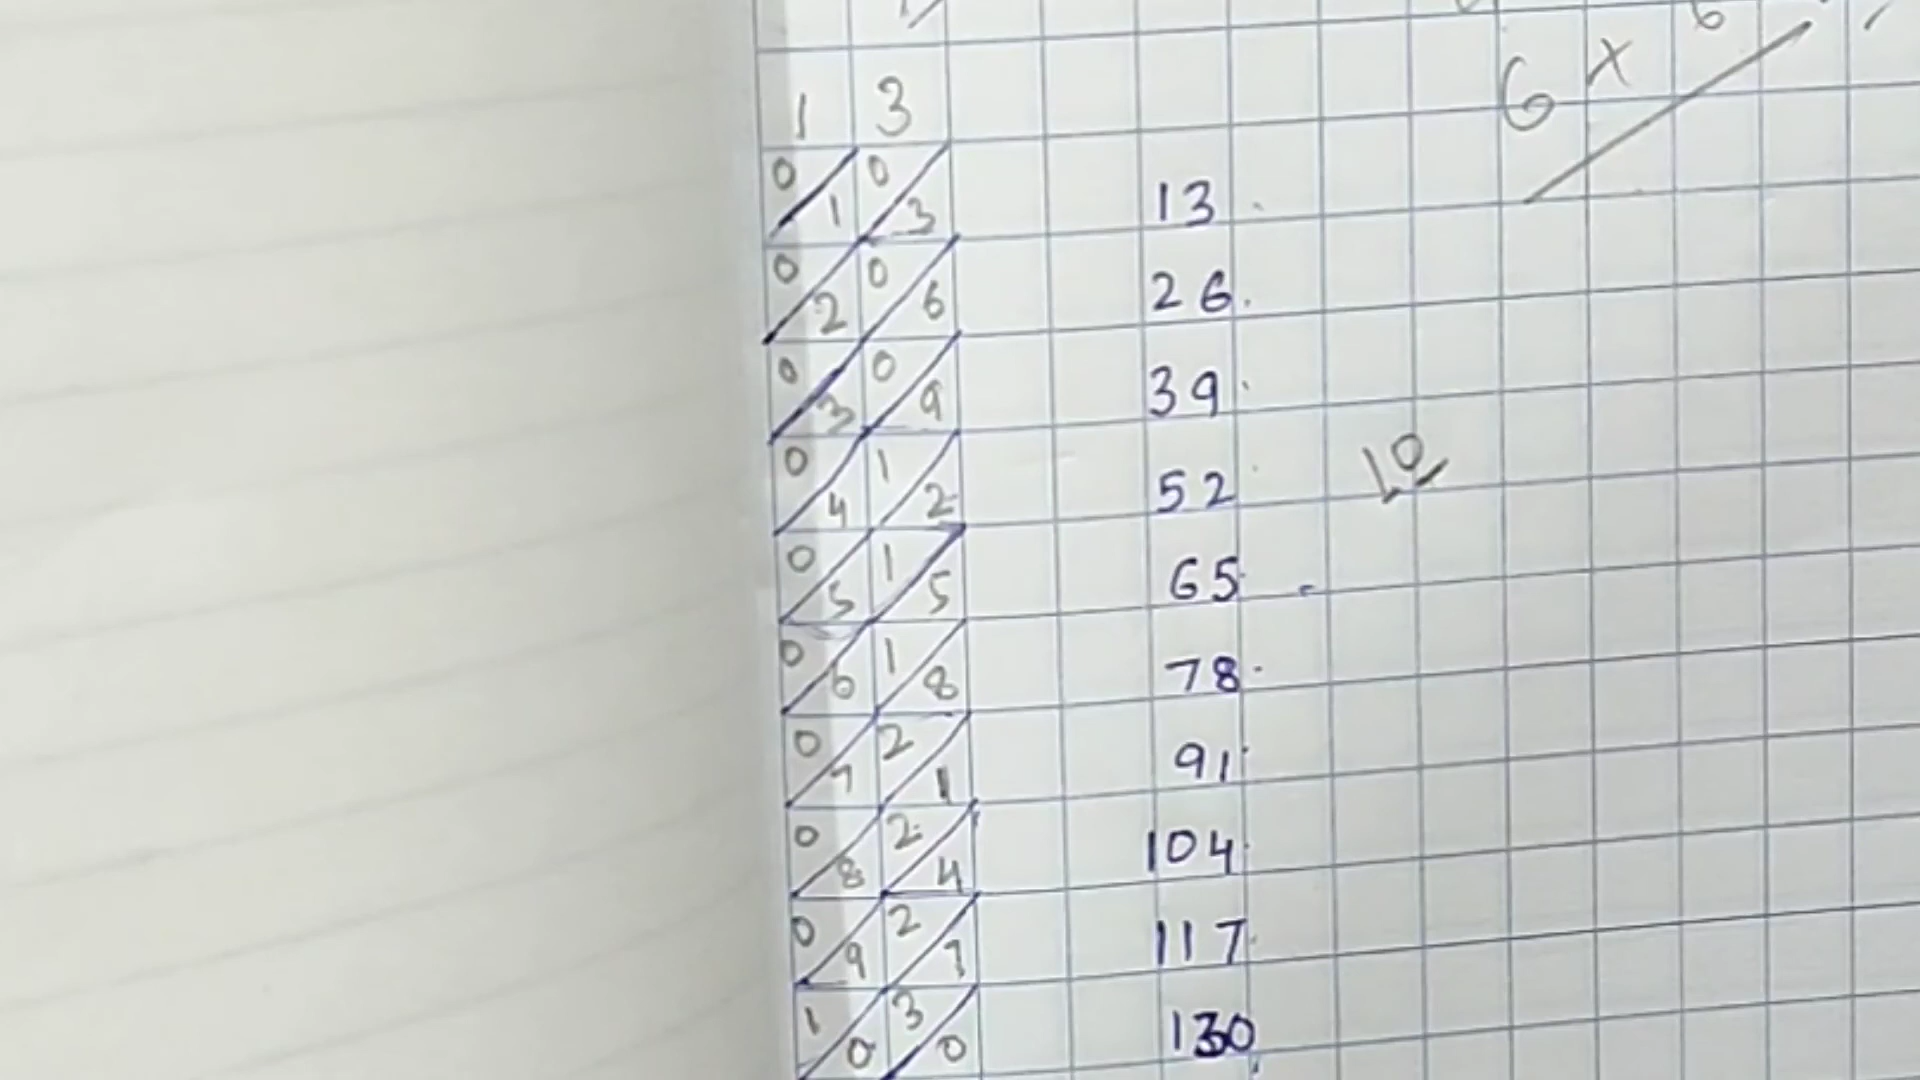 6 x 6
1 3
0 1 0 3 13
0 2 0 6 26
0 3 0 9 39
0 4 1 2 52
10
0 5 1 5 65
0 6 1 8 78
0 7 2 1 91
0 8 2 4 104
0 9 2 7 117
1 0 3 0 130